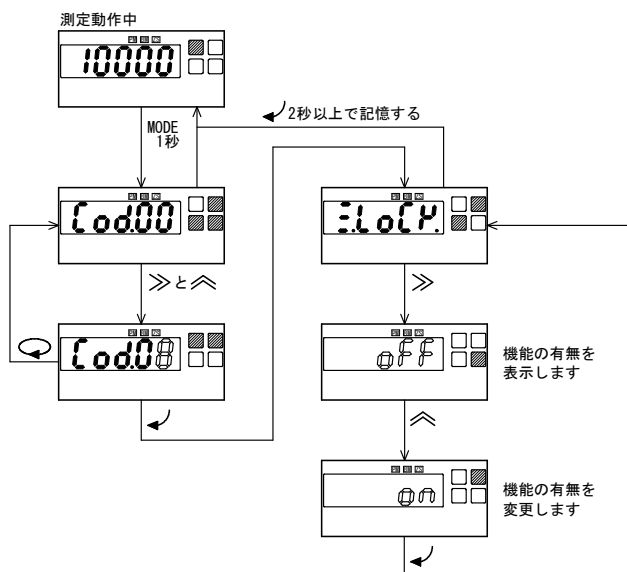 測定動作中
10000
MODE
1秒
2秒以上で記憶する
Cod.00
≫と︿
Cod.08
≫
oFF
機能の有無を
表示します
on
機能の有無を
変更します